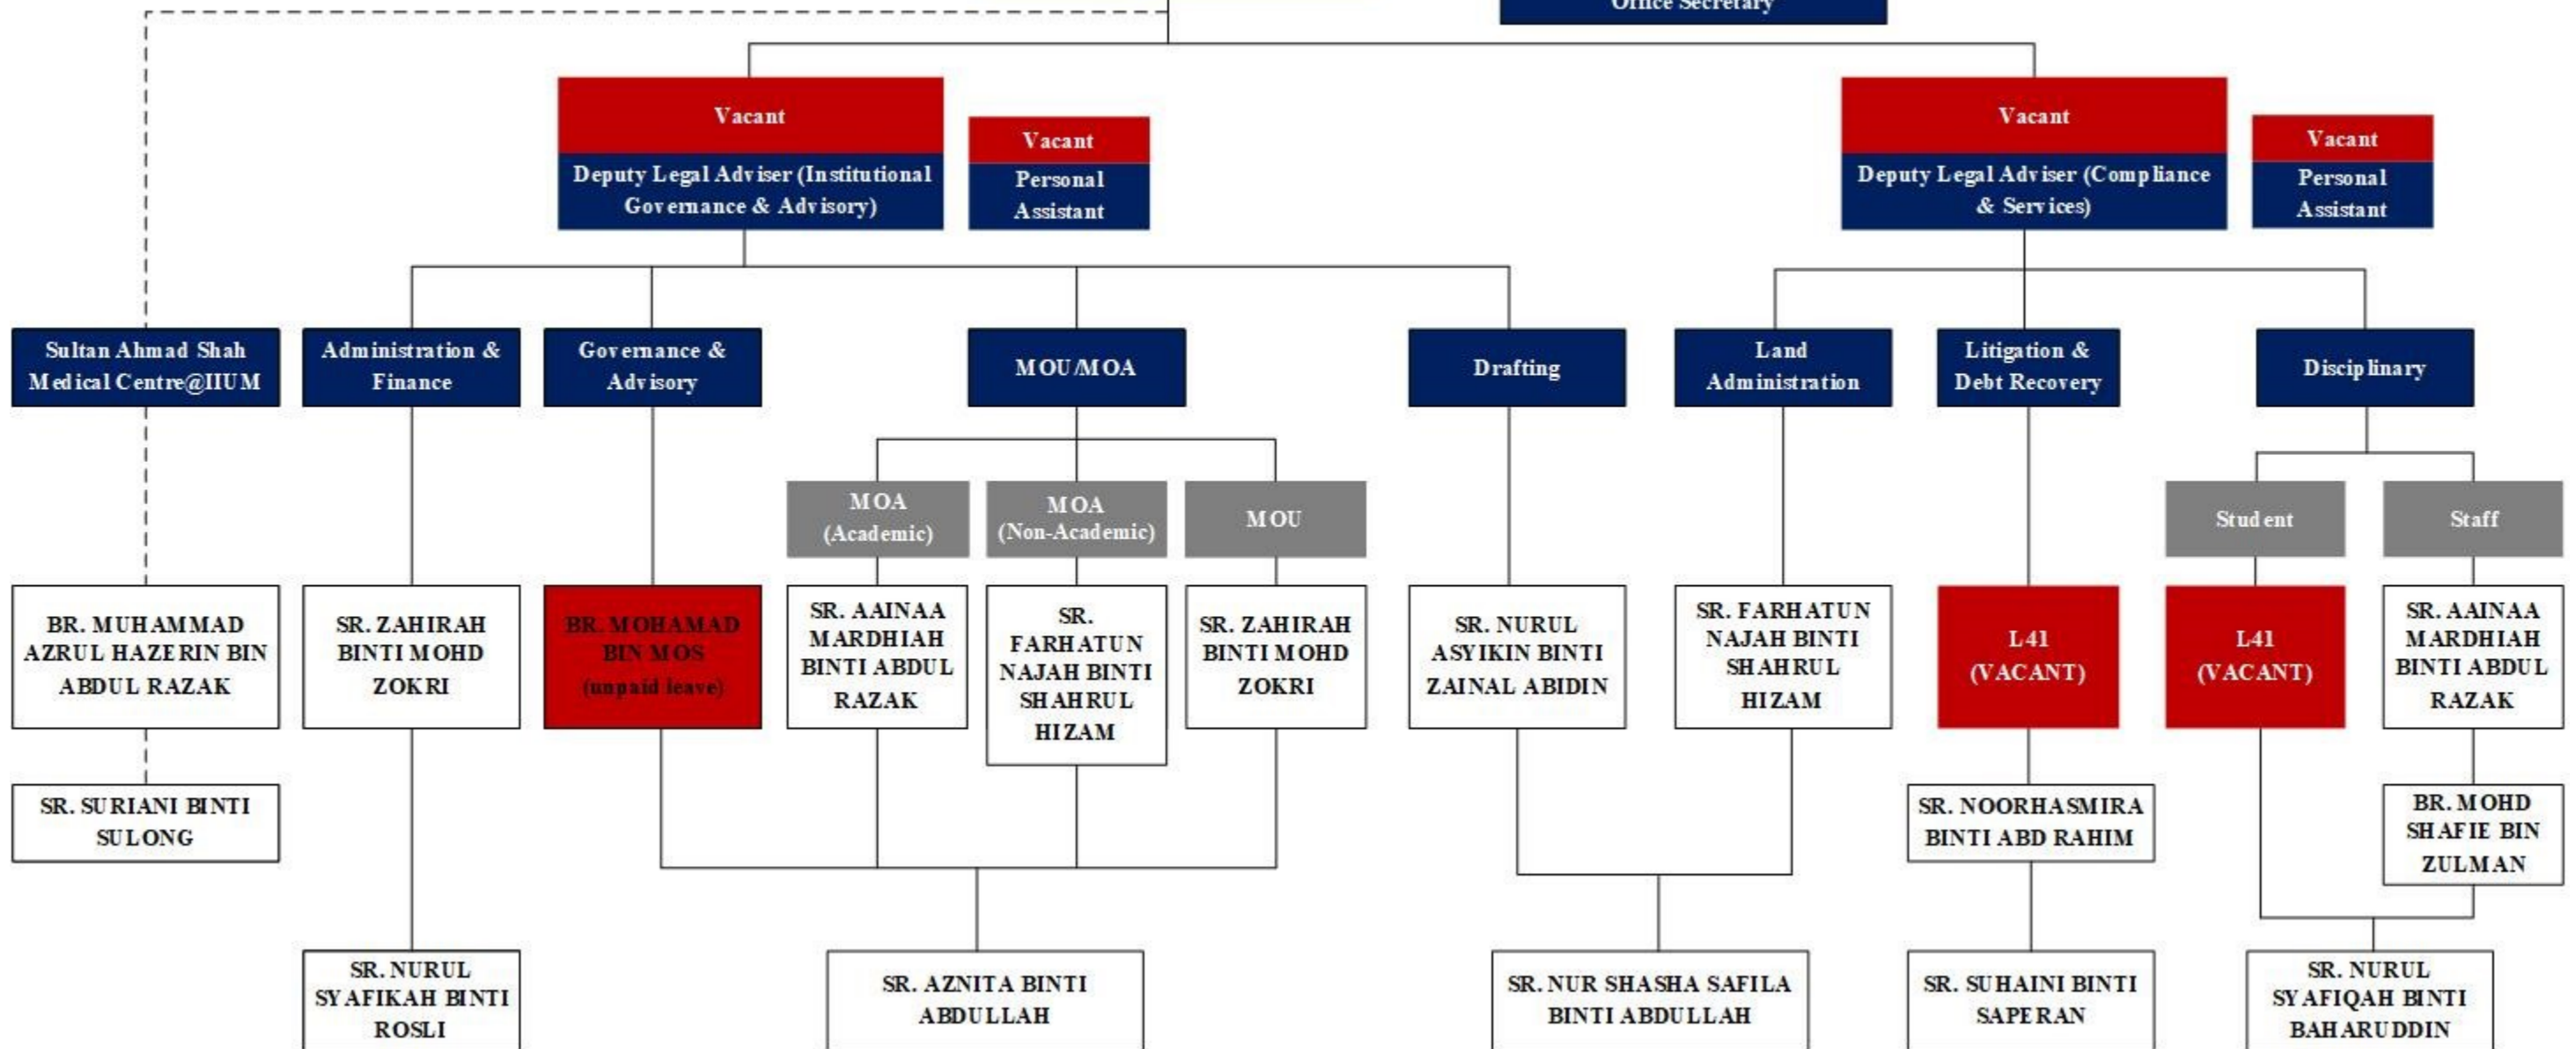 Office Secretary
Vacant
Deputy Legal Adviser (Institutional
Governance & Advisory)
Vacant
Personal
Assistant
Vacant
Deputy Legal Adviser (Compliance
& Services)
Vacant
Personal
Assistant
Sultan Ahmad Shah
Medical Centre@IIUM
Administration &
Finance
Governance &
Advisory
MOU/MOA
Drafting
Land
Administration
Litigation &
Debt Recovery
Disciplinary
MOA
(Academic)
MOA
(Non-Academic)
MOU
Student
Staff
BR. MUHAMMAD
AZRUL HAZERIN BIN
ABDUL RAZAK
SR. ZAHIRAH
BINTI MOHD
ZOKRI
BR. MOHAMAD
BIN MOS
(unpaid leave)
SR. AAINAA
MARDHIAH
BINTI ABDUL
RAZAK
SR.
FARHATUN
NAJAH BINTI
SHAHRUL
HIZAM
SR. ZAHIRAH
BINTI MOHD
ZOKRI
SR. NURUL
ASYIKIN BINTI
ZAINAL ABIDIN
SR. FARHATUN
NAJAH BINTI
SHAHRUL
HIZAM
L41
(VACANT)
L41
(VACANT)
SR. AAINAA
MARDHIAH
BINTI ABDUL
RAZAK
SR. SURIANI BINTI
SULONG
SR. NOORHASMIRA
BINTI ABD RAHIM
BR. MOHD
SHAFIE BIN
ZULMAN
SR. NURUL
SYAFIKAH BINTI
ROSLI
SR. AZNITA BINTI
ABDULLAH
SR. NUR SHASHA SAFILA
BINTI ABDULLAH
SR. SUHAINI BINTI
SAPERAN
SR. NURUL
SYAFIQAH BINTI
BAHARUDDIN